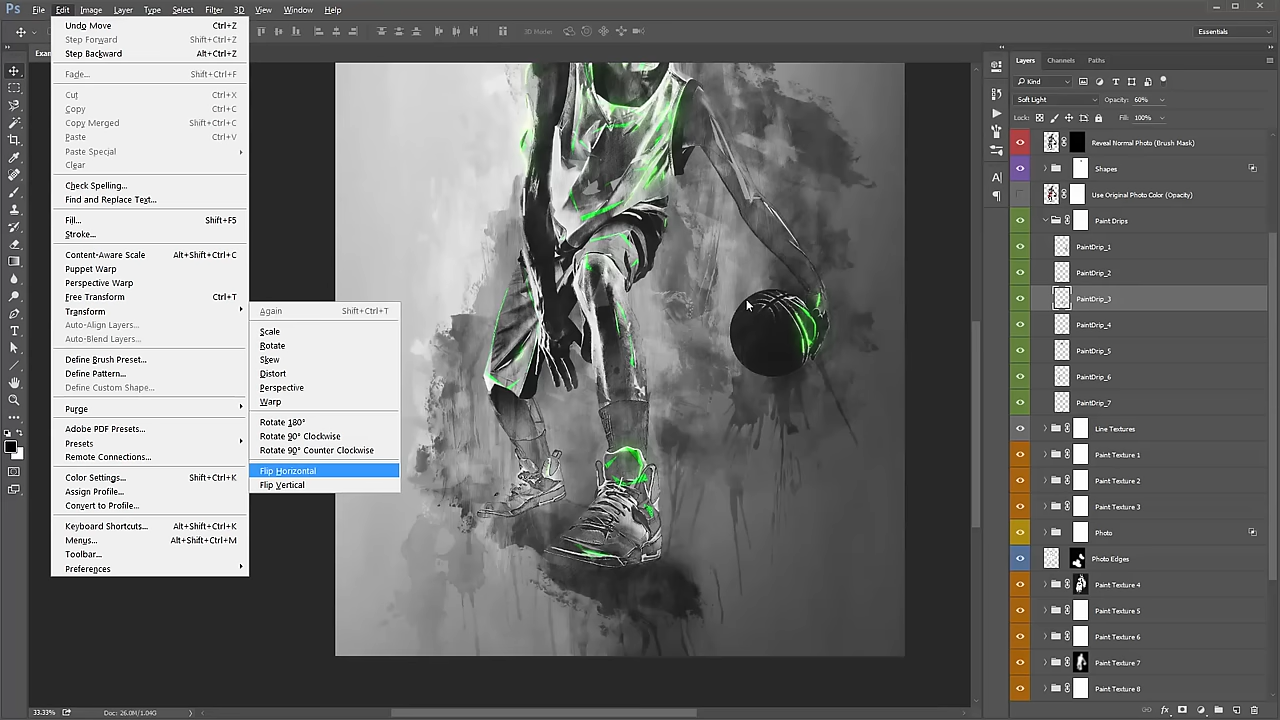 Ps File Edit Image Layer Type Select Filter 3D View Window Help
3D Mode:
Essentials
Exam
Undo Move Ctrl+Z
Step Forward Shift+Ctrl+Z
Step Backward Alt+Ctrl+Z
Fade... Shift+Ctrl+F
Cut Ctrl+X
Copy Ctrl+C
Copy Merged Shift+Ctrl+C
Paste Ctrl+V
Paste Special
Clear
Check Spelling...
Find and Replace Text...
Fill... Shift+F5
Stroke...
Content-Aware Scale Alt+Shift+Ctrl+C
Puppet Warp
Perspective Warp
Free Transform Ctrl+T
Transform
Auto-Align Layers...
Auto-Blend Layers...
Define Brush Preset...
Define Pattern...
Define Custom Shape...
Purge
Adobe PDF Presets...
Presets
Remote Connections...
Color Settings... Shift+Ctrl+K
Assign Profile...
Convert to Profile...
Keyboard Shortcuts... Alt+Shift+Ctrl+K
Menus... Alt+Shift+Ctrl+M
Toolbar...
Preferences
Again Shift+Ctrl+T
Scale
Rotate
Skew
Distort
Perspective
Warp
Rotate 180°
Rotate 90° Clockwise
Rotate 90° Counter Clockwise
Flip Horizontal
Flip Vertical
Layers Channels Paths
Kind
Soft Light Opacity: 60%
Lock: Fill: 100%
Reveal Normal Photo (Brush Mask)
Shapes
Use Original Photo Color (Opacity)
Paint Drips
PaintDrip_1
PaintDrip_2
PaintDrip_3
PaintDrip_4
PaintDrip_5
PaintDrip_6
PaintDrip_7
Line Textures
Paint Texture 1
Paint Texture 2
Paint Texture 3
Photo
Photo Edges
Paint Texture 4
Paint Texture 5
Paint Texture 6
Paint Texture 7
Paint Texture 8
33.33% Doc: 26.0M/1.04G